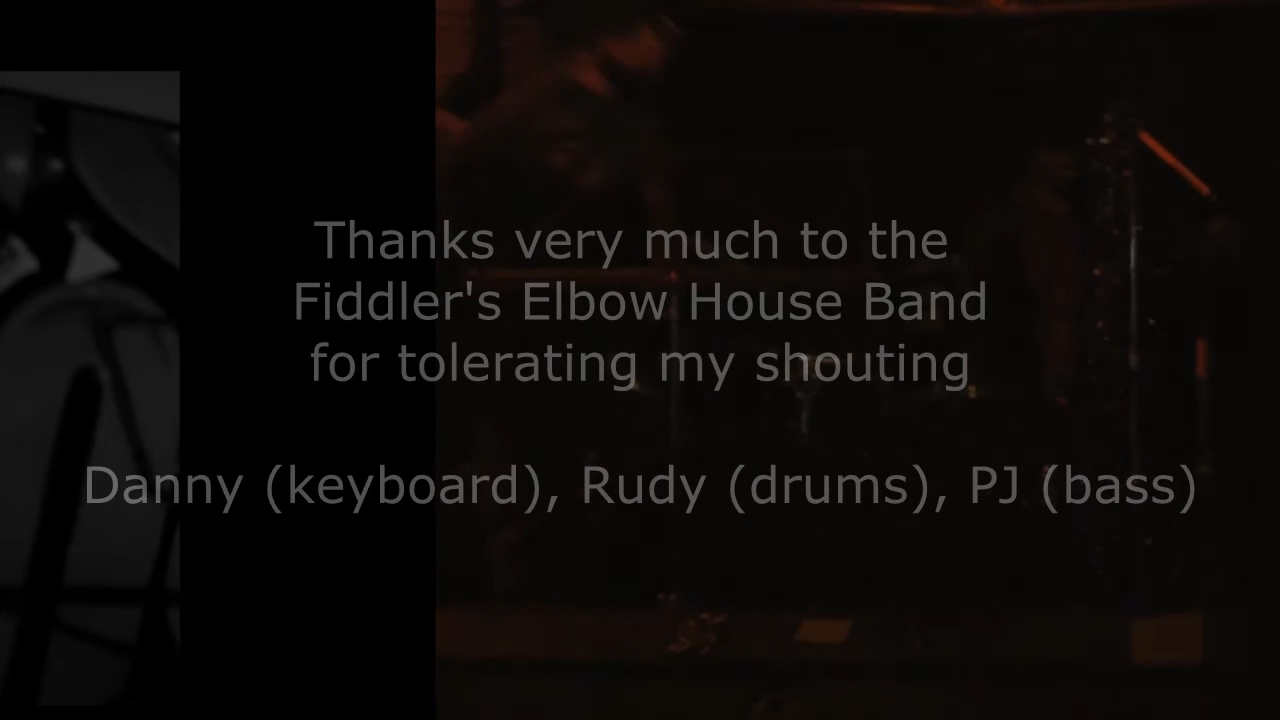 Thanks very much to the
Fiddler's Elbow House Band
for tolerating my shouting
Danny (keyboard), Rudy (drums), PJ (bass)